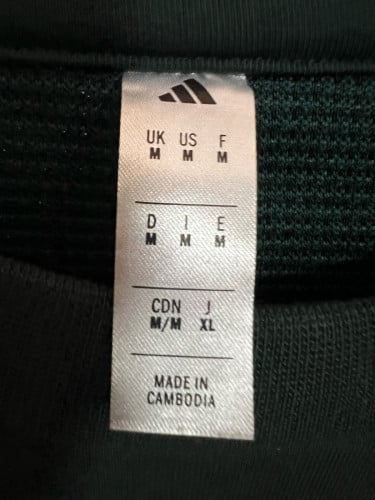 UK US F
M M M
D I E
M M M
CDN J
M/M XL
MADE IN
CAMBODIA